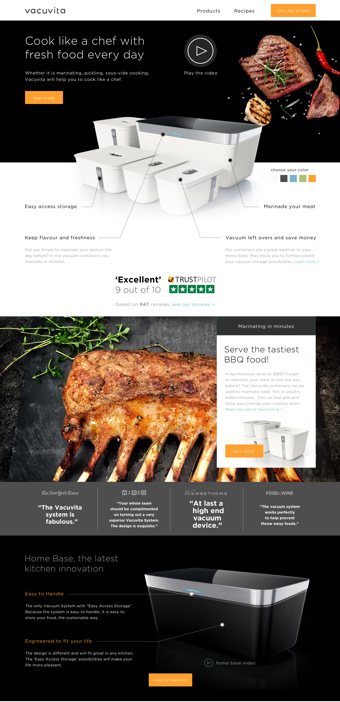 vacuvita
Products
Recipes
ONLINE STORE
Cook like a chef with
fresh food every day
Whether it is marinating, pickling, sous-vide cooking,
Vacuvita will help you to cook like a chef.
Play the video
choose your color
Easy access storage
Marinade your meat
Keep flavour and freshness
Vacuum left overs and save money
Did you forget to marinate your salmon the
day before? In the vacuum containers you
marinate in minutes.
Our containers are a great addition to your
Home Base, they allow you to further extend
your vacuum storage possibilities. Learn more >
'Excellent'
9 out of 10
TRUSTPILOT
based on 947 reviews, see our reviews >
Marinating in minutes
Serve the tastiest
BBQ food!
A spontaneous diner or BBQ? Forgot
to marinate your meat or fish the day
before? The Vacuvita containers can be
used to marinate meat, fish or poultry
within minutes. Fire up that grill and
show your friends your culinary skills!
More tips about marinating >
BUY NOW
The New York Times
"The Vacuvita
system is
fabulous."
"Your whole team
should be complimented
on turning out a very
superior Vacuvita System.
The design is exquisite."
"At last a
high end
vacuum
device."
FOOD&WINE
"The vacuum system
works perfectly
to help prevent
throw away foods."
Home Base, the latest
kitchen innovation
Easy to Handle
The only Vacuum System with "Easy Access Storage"
Because the system is easy to handle, it is easy to
store your food, the sustainable way.
Engineered to fit your life
The design is different and will fit great in any kitchen.
The 'Easy Access Storage' possibilities will make your
life more pleasant.
home base video
view all features